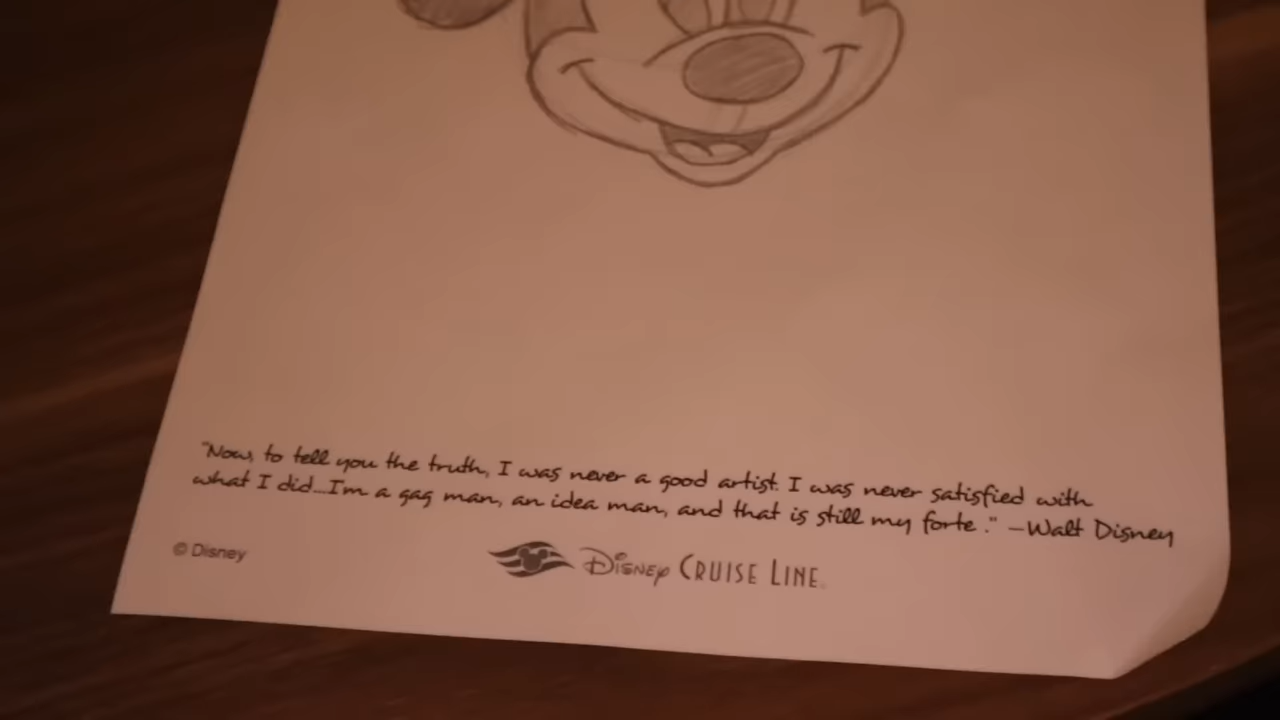 "Now, to tell you the truth, I was never a good artist. I was never satisfied with
what I did....I'm a gag man, an idea man, and that is still my forte." –Walt Disney
© Disney
Disney Cruise Line